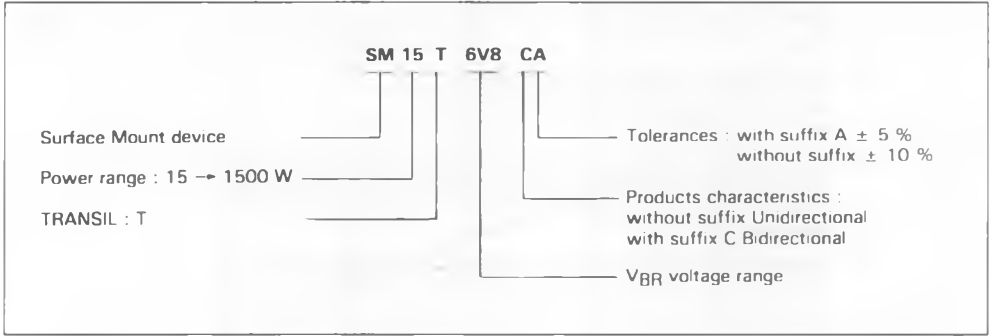 SM 15 T 6V8 CA
Surface Mount device
Power range : 15 → 1500 W
TRANSIL : T
Tolerances : with suffix A ± 5 %
without suffix ± 10 %
Products characteristics :
without suffix Unidirectional
with suffix C Bidirectional
VBR voltage range